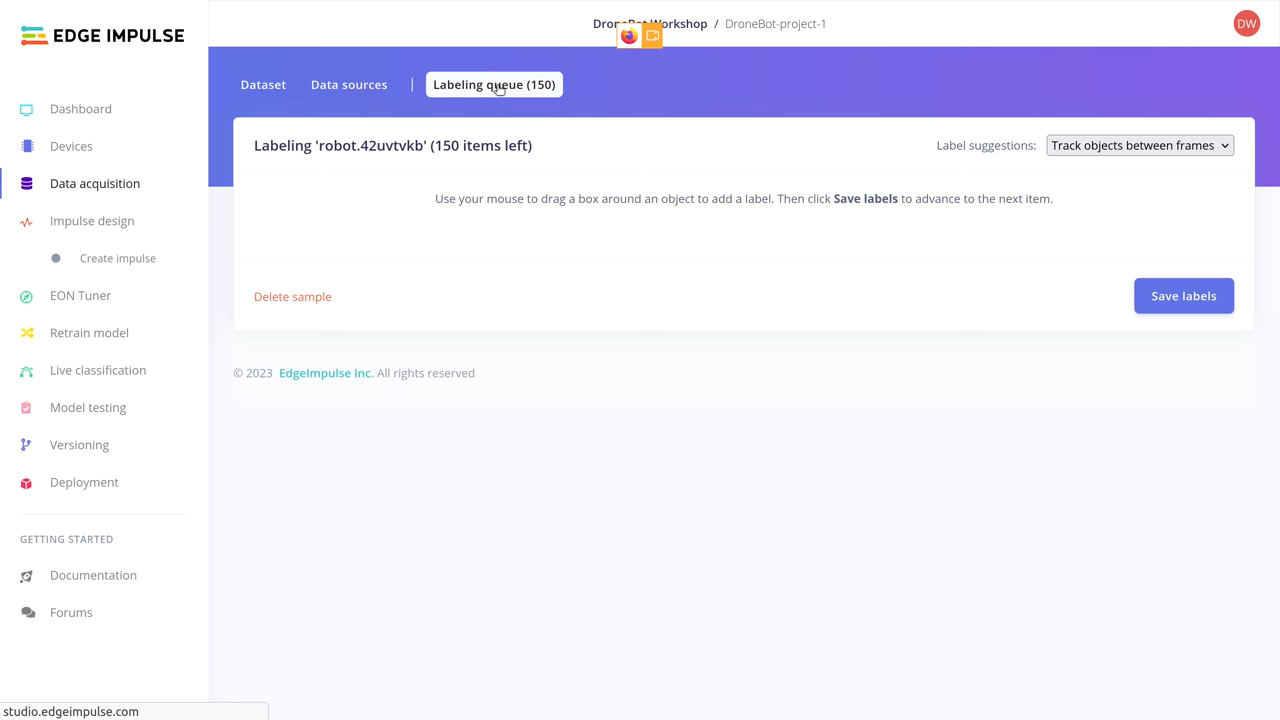 EDGE IMPULSE
DroneBot Workshop / DroneBot-project-1
DW
Dashboard
Devices
Data acquisition
Impulse design
Create impulse
EON Tuner
Retrain model
Live classification
Model testing
Versioning
Deployment
GETTING STARTED
Documentation
Forums
Dataset
Data sources
Labeling queue (150)
Labeling 'robot.42uvtvkb' (150 items left)
Label suggestions: Track objects between frames
Use your mouse to drag a box around an object to add a label. Then click Save labels to advance to the next item.
Delete sample
Save labels
© 2023 EdgeImpulse Inc. All rights reserved
studio.edgeimpulse.com